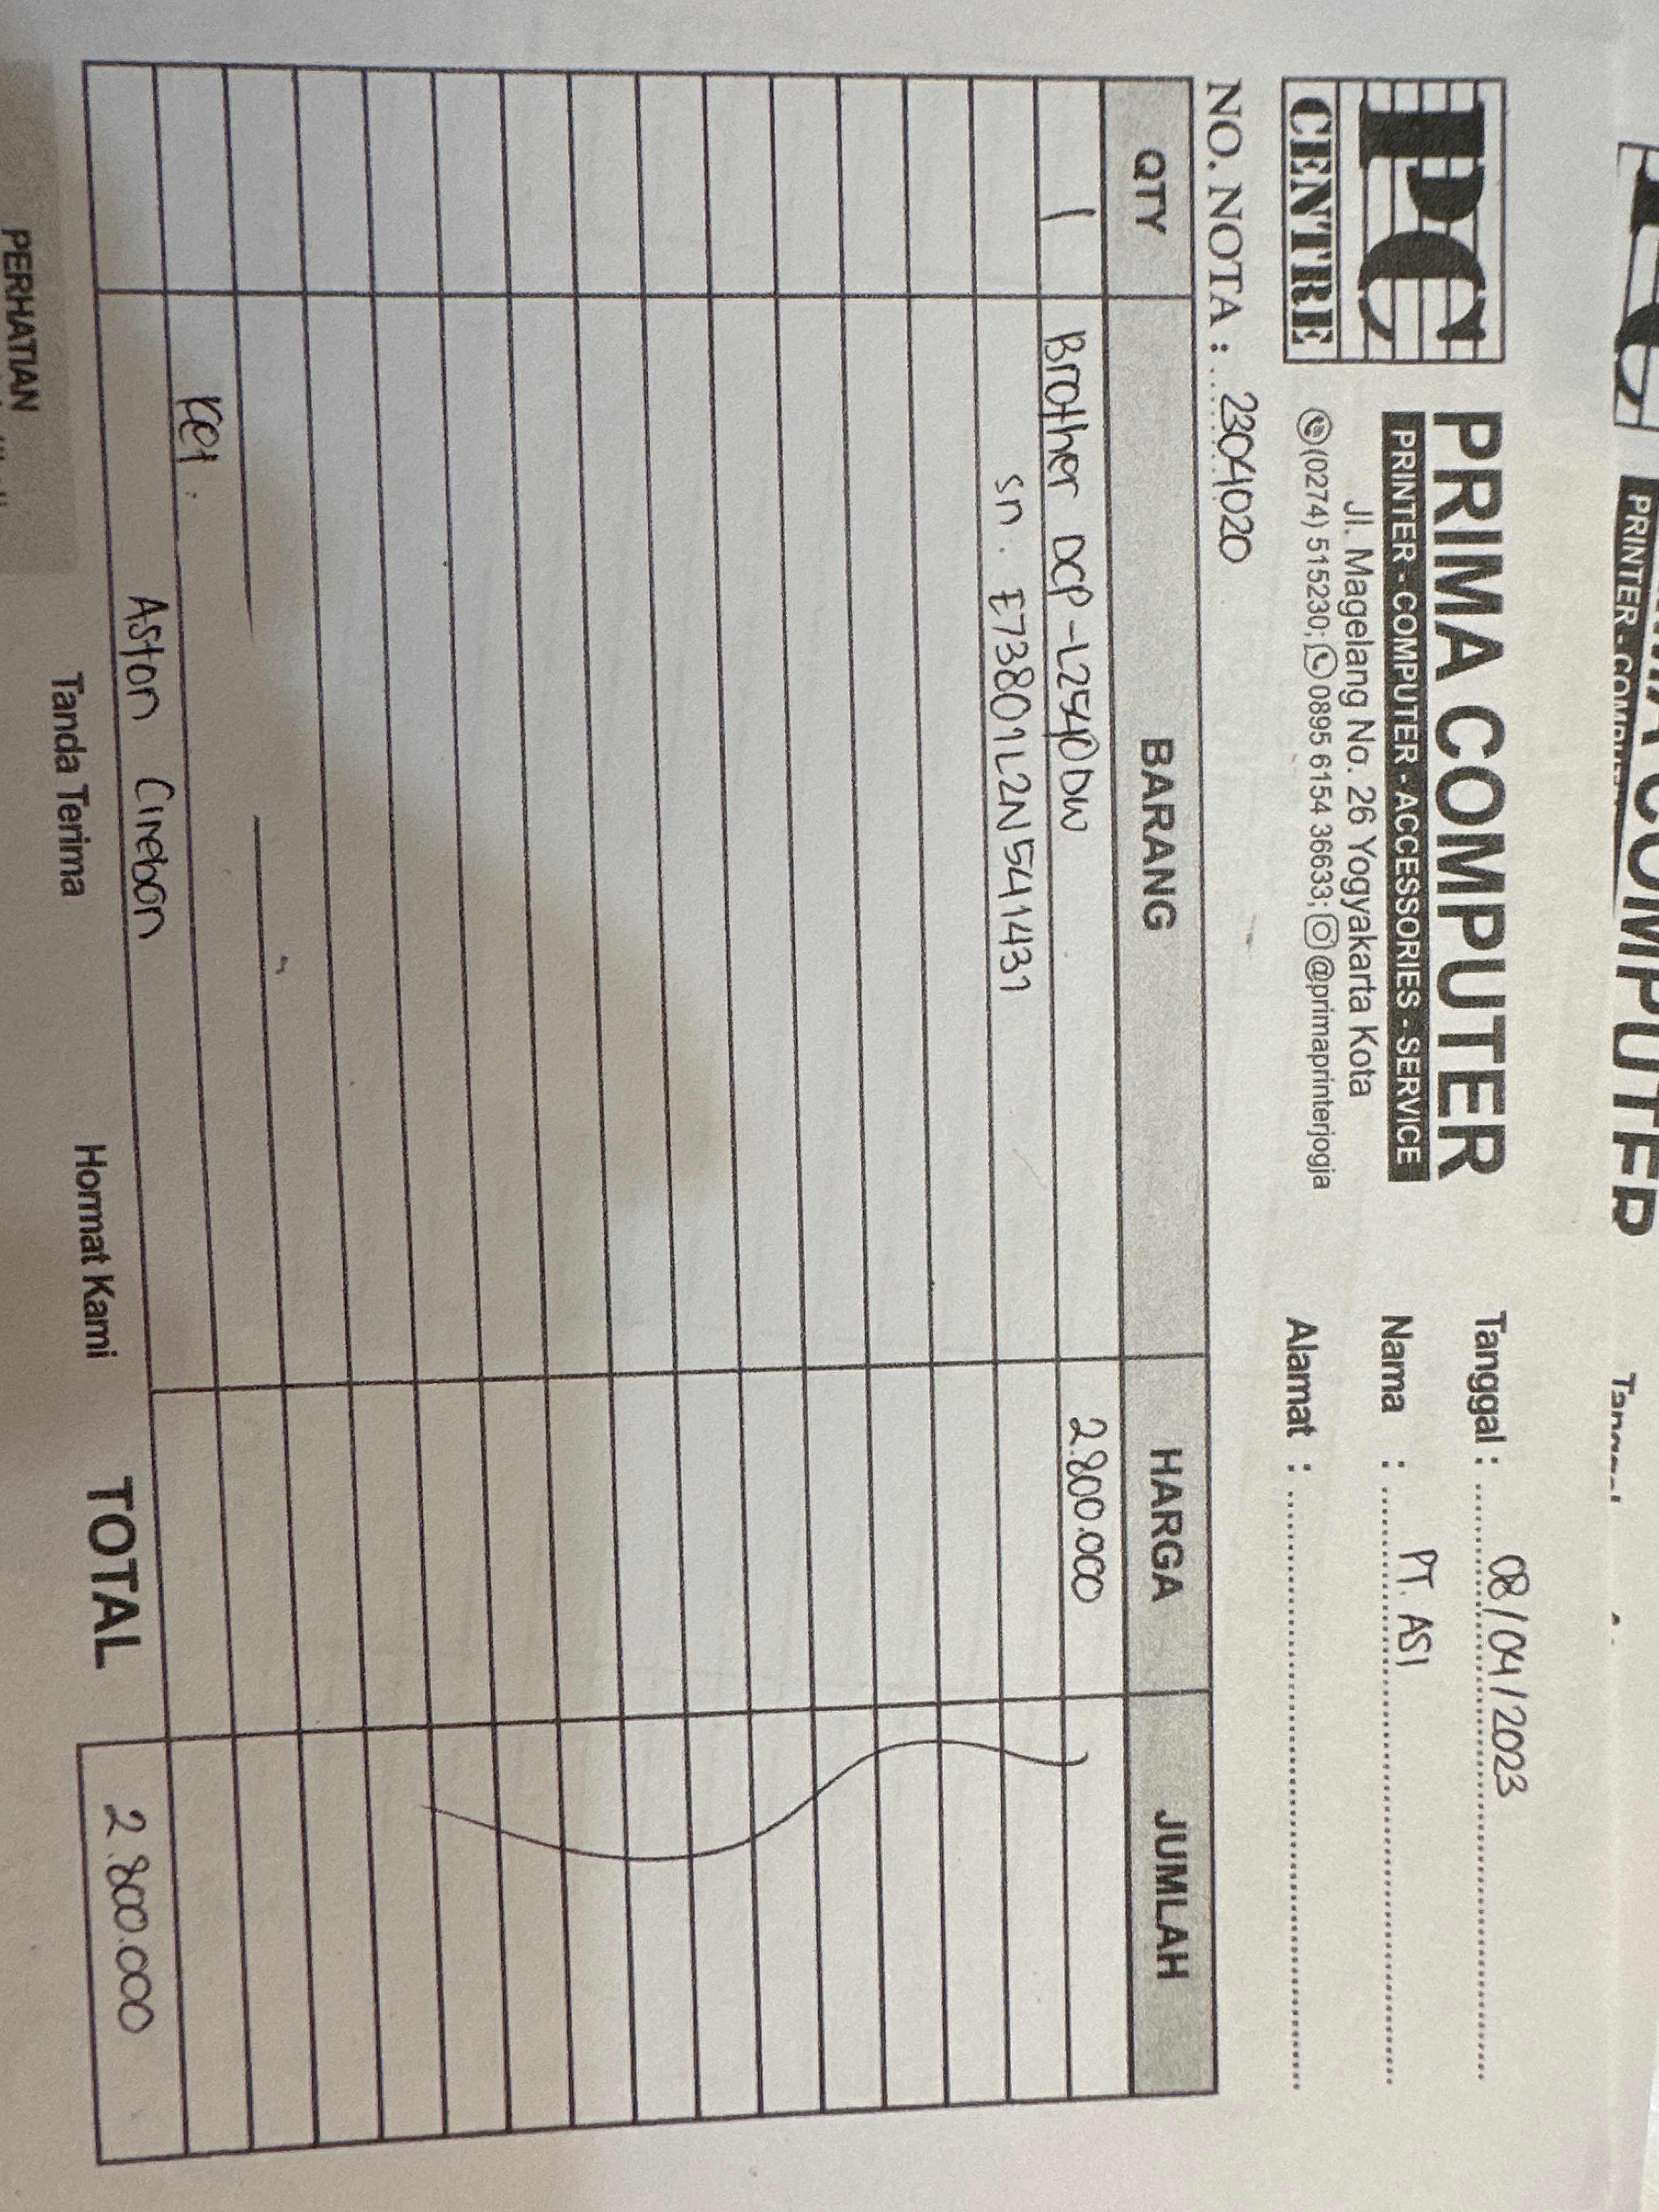 PRINTER - COMPUTER
Tanggal
PC
CENTRE
PRIMA COMPUTER
PRINTER - COMPUTER - ACCESSORIES - SERVICE
Jl. Magelang No. 26 Yogyakarta Kota
(0274) 515230; 0895 6154 36633; @primaprinterjogja
Tanggal : 08/04/2023
Nama : PT. ASI
Alamat :
NO. NOTA : 2304020
QTY BARANG HARGA JUMLAH
1 Brother DCP-L2540DW 2.800.000
sn. E73801L2N541431
Ket :
Aston Cirebon
Tanda Terima Hormat Kami TOTAL 2.800.000
PERHATIAN